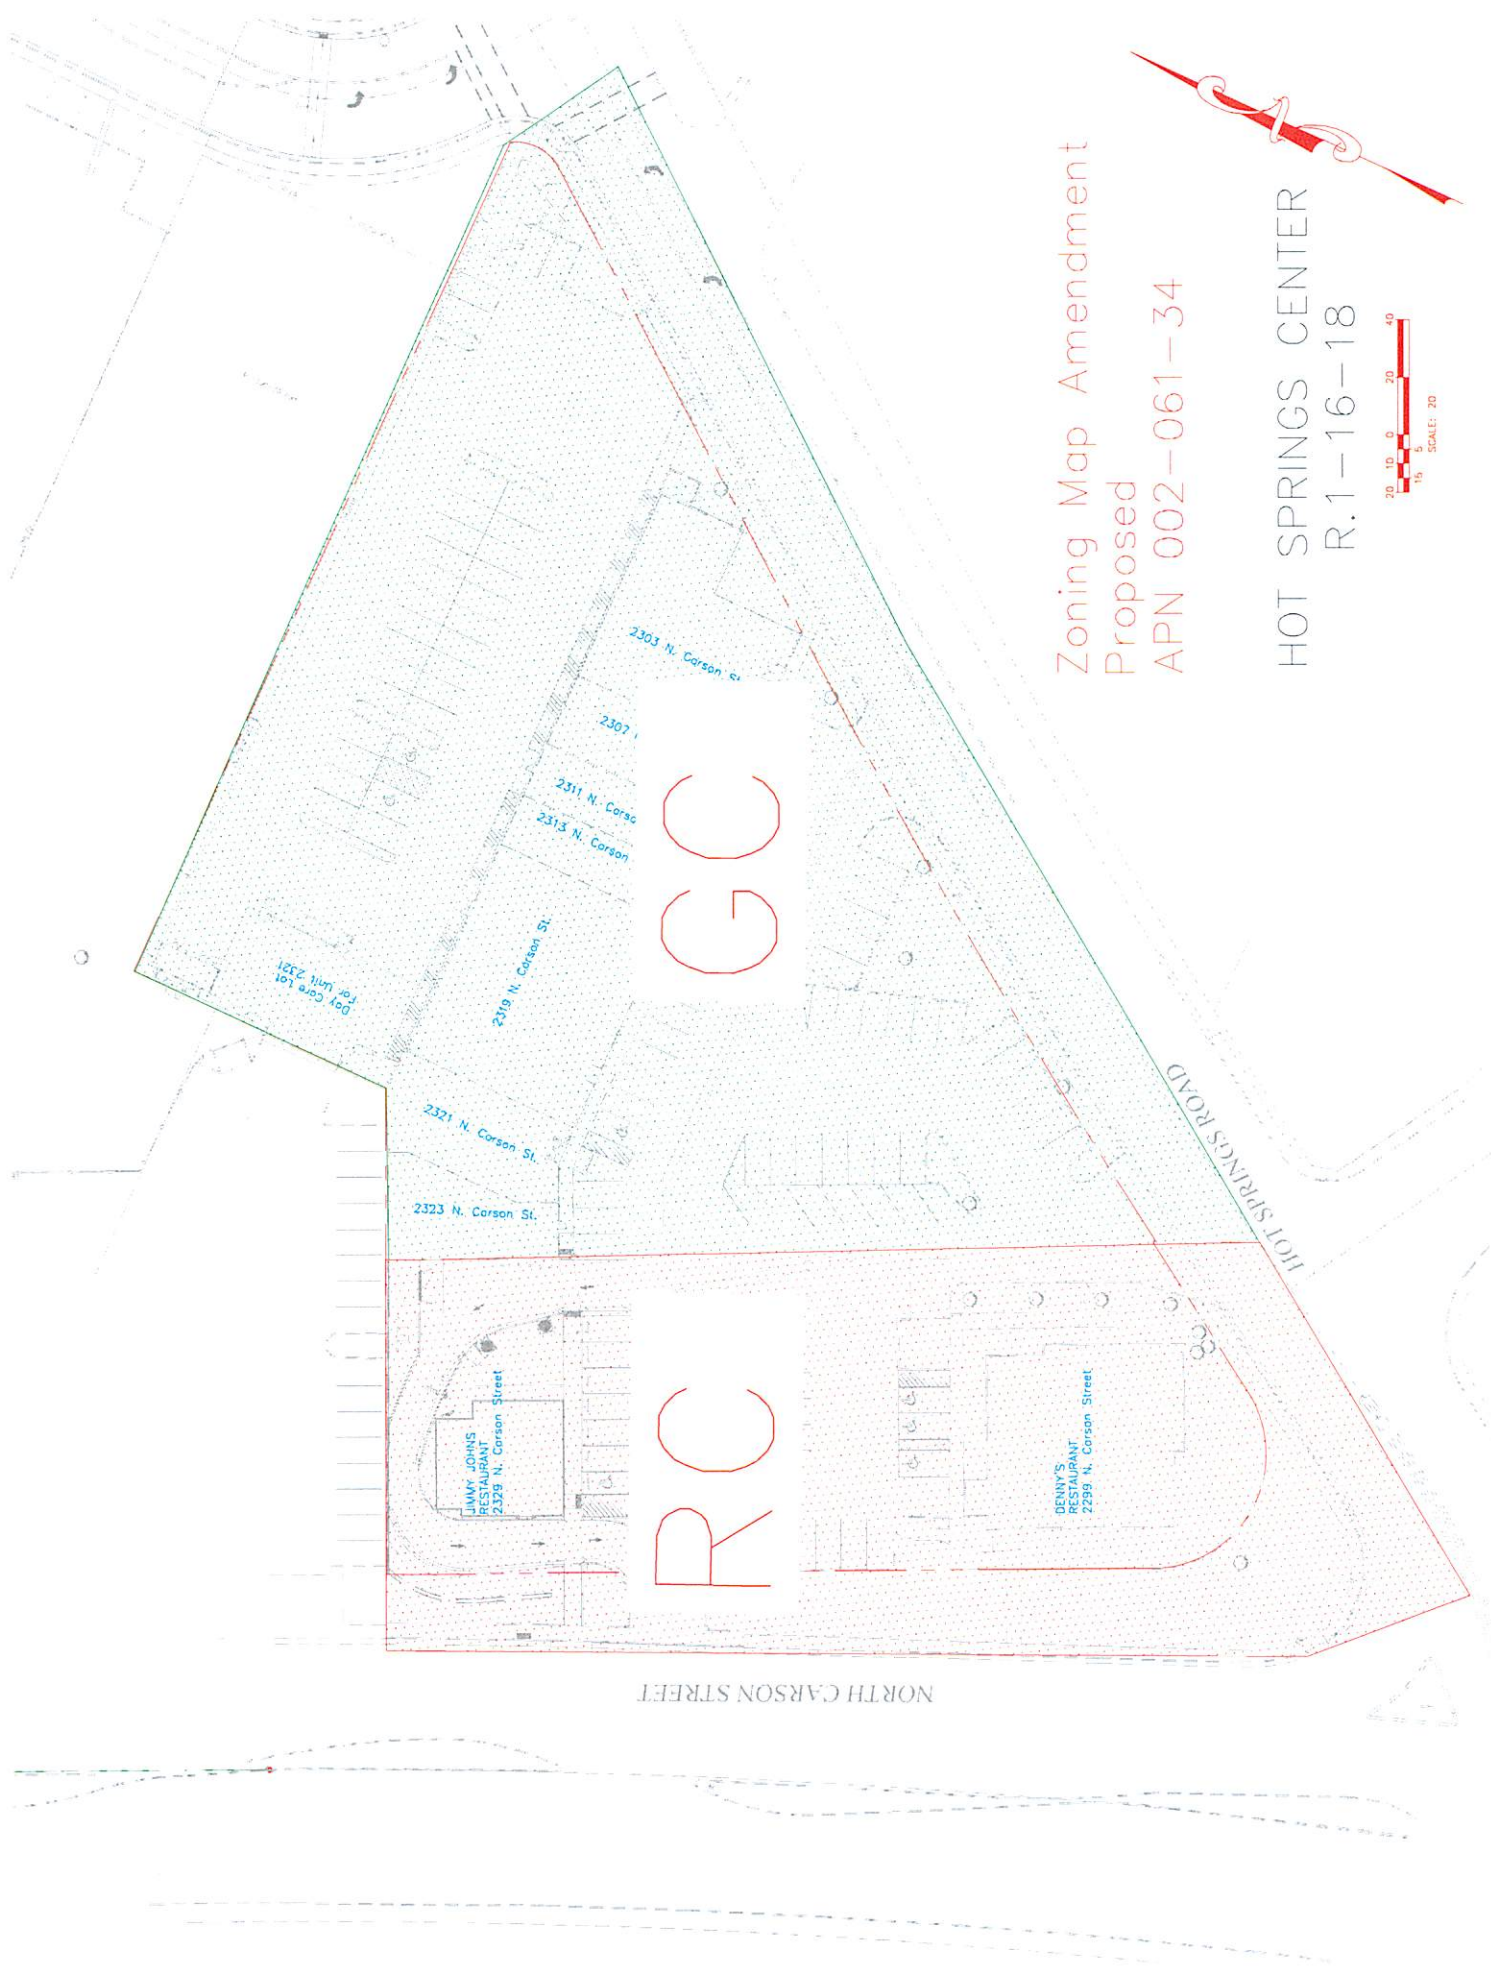 Zoning Map Amendment
Proposed
APN 002-061-34
HOT SPRINGS CENTER
R.1-16-18
20 10 0 20 40
15 5
SCALE: 20
2303 N. Carson St
2307
2311 N. Carso
2313 N. Carson
2319 N. Carson St.
Day Care Lot
For Unit 2321
2321 N. Carson St.
2323 N. Carson St.
GC
RC
JIMMY JOHNS
RESTAURANT
2329 N. Carson Street
DENNY'S
RESTAURANT
2299 N. Carson Street
HOT SPRINGS ROAD
NORTH CARSON STREET